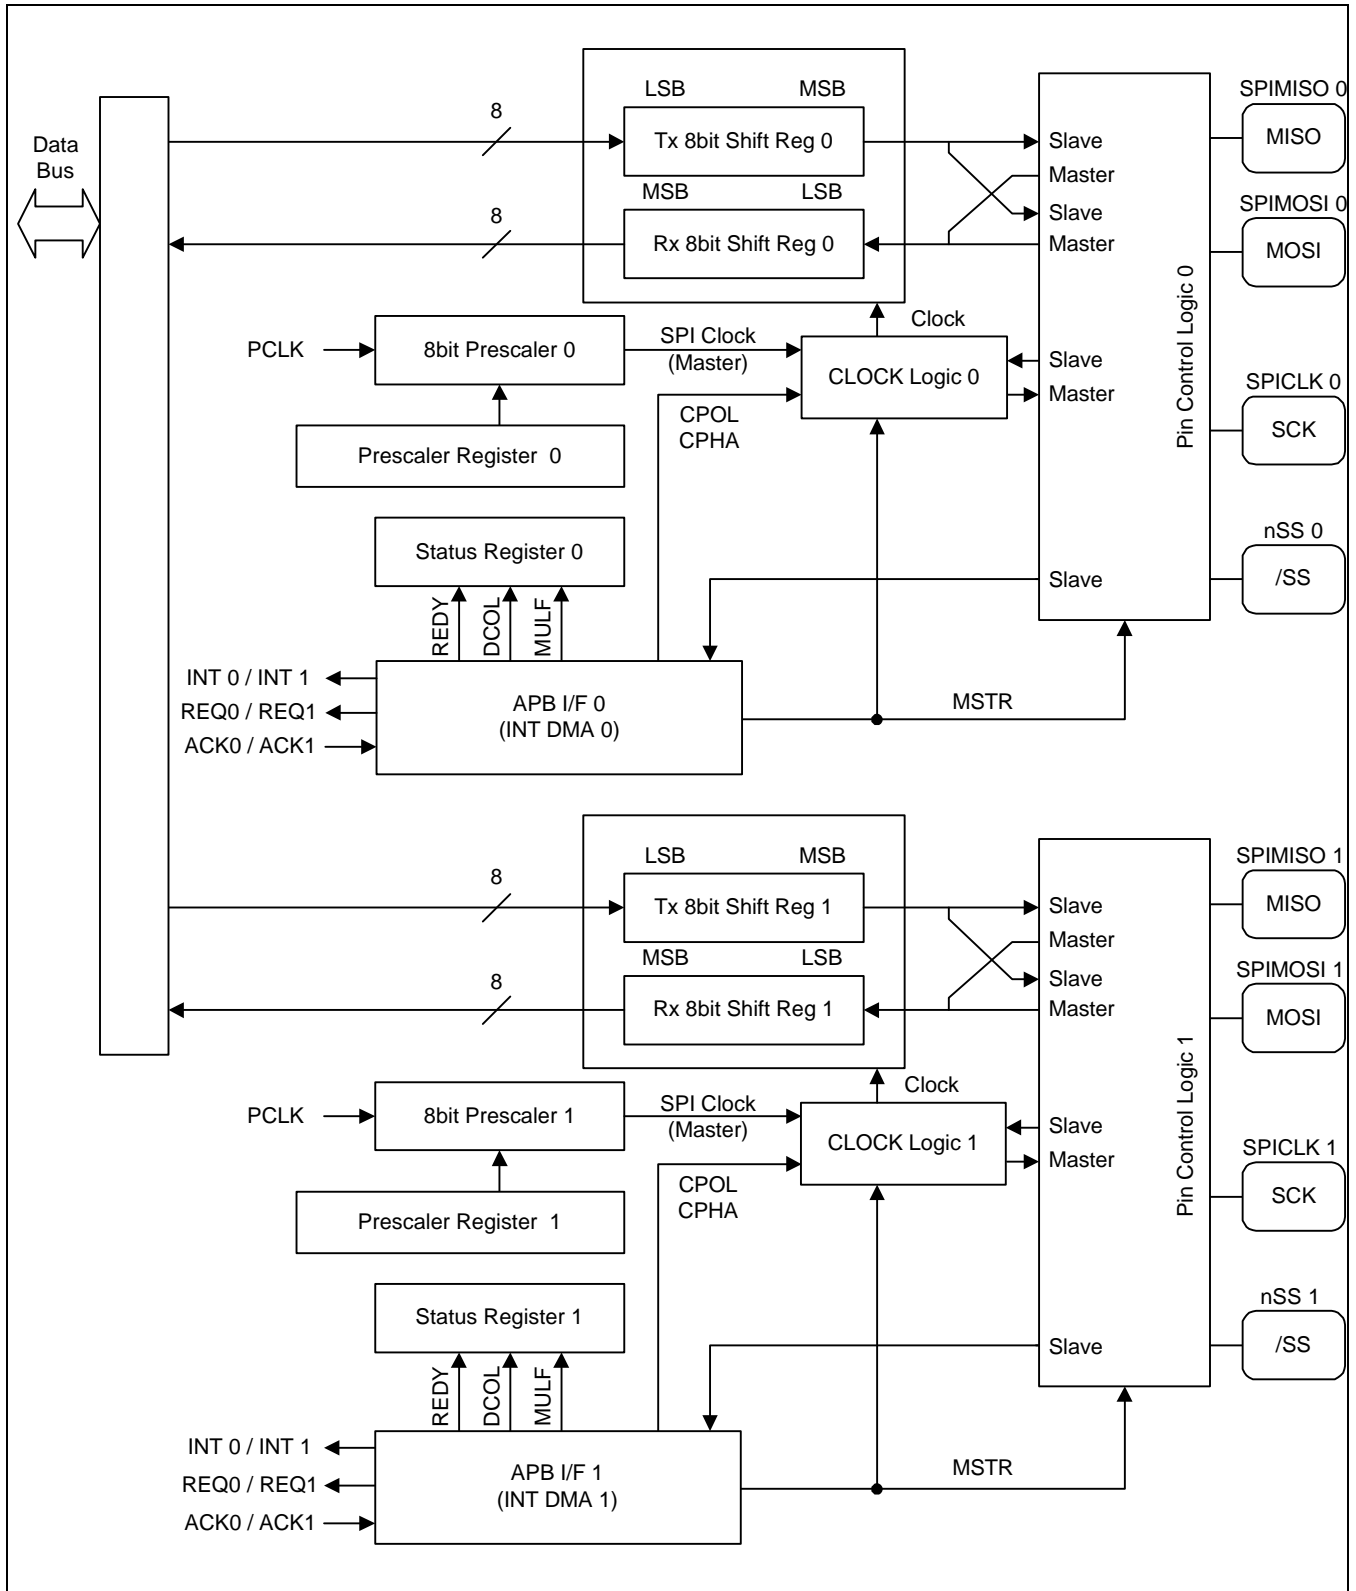 LSB
MSB
SPIMISO 0
8
Tx 8bit Shift Reg 0
Slave
MISO
Data
Bus
Master
MSB
LSB
SPIMOSI 0
8
Slave
Rx 8bit Shift Reg 0
Master
MOSI
Pin Control Logic 0
Clock
PCLK
8bit Prescaler 0
SPI Clock
(Master)
CLOCK Logic 0
Slave
Master
SPICLK 0
SCK
CPOL
CPHA
Prescaler Register 0
nSS 0
Status Register 0
Slave
/SS
REDY
DCOL
MULF
INT 0 / INT 1
REQ0 / REQ1
ACK0 / ACK1
APB I/F 0
(INT DMA 0)
MSTR
LSB
MSB
SPIMISO 1
8
Tx 8bit Shift Reg 1
Slave
MISO
Master
MSB
LSB
SPIMOSI 1
8
Slave
Rx 8bit Shift Reg 1
Master
MOSI
Pin Control Logic 1
Clock
PCLK
8bit Prescaler 1
SPI Clock
(Master)
CLOCK Logic 1
Slave
Master
SPICLK 1
SCK
CPOL
CPHA
Prescaler Register 1
nSS 1
Status Register 1
Slave
/SS
REDY
DCOL
MULF
INT 0 / INT 1
REQ0 / REQ1
ACK0 / ACK1
APB I/F 1
(INT DMA 1)
MSTR